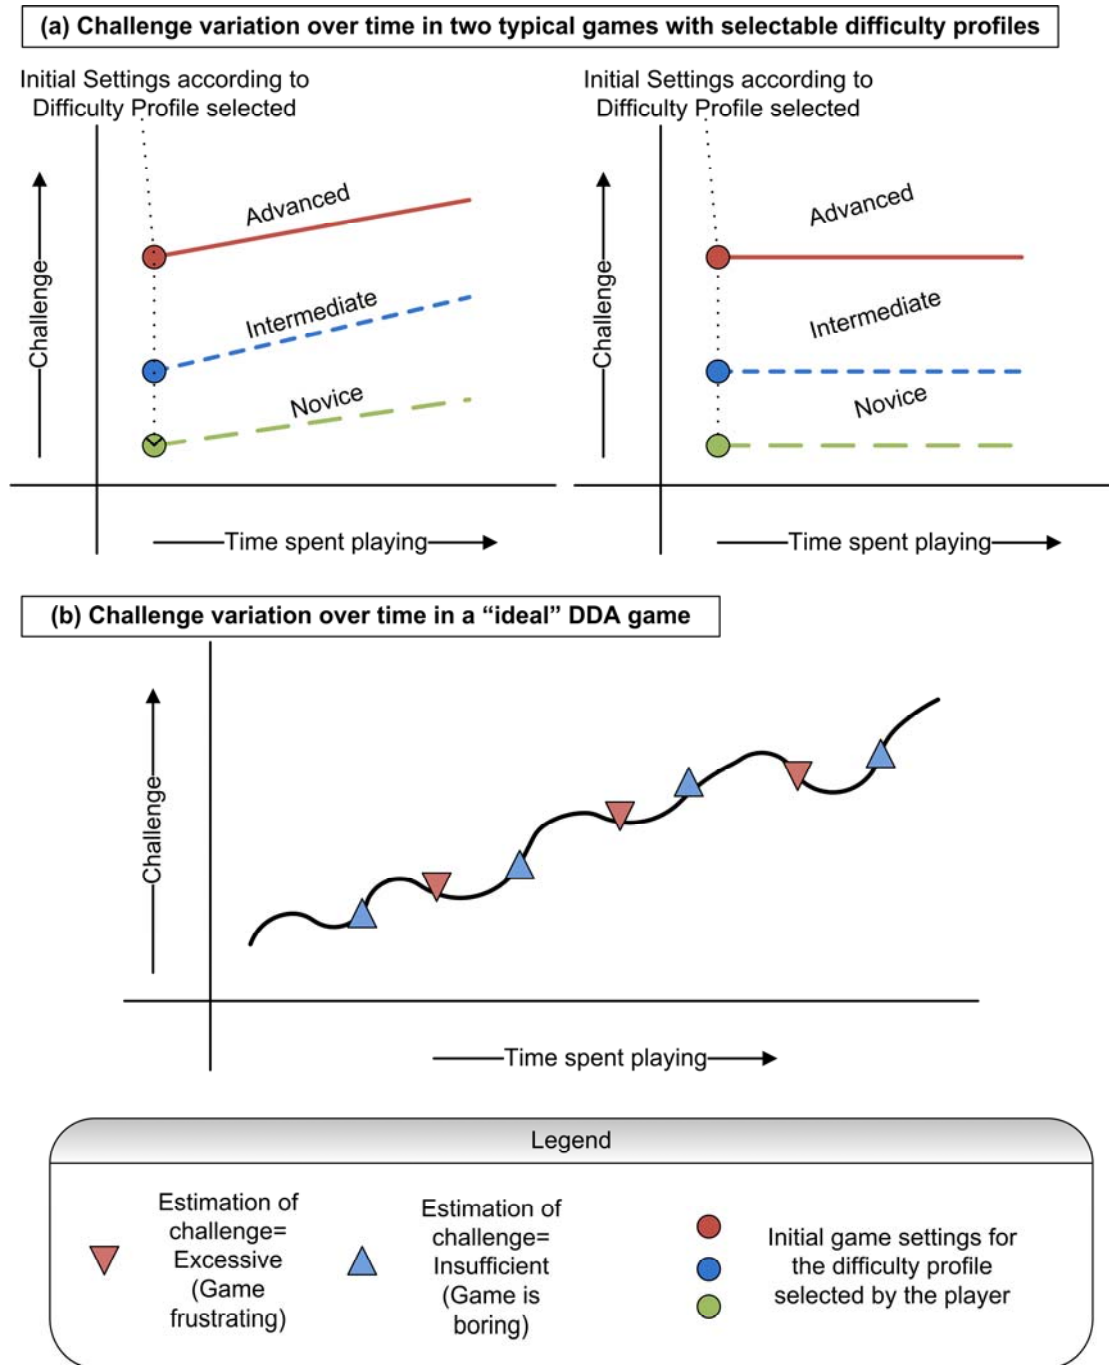 (a) Challenge variation over time in two typical games with selectable difficulty profiles
Initial Settings according to
Difficulty Profile selected
Challenge
Advanced
Intermediate
Novice
Time spent playing
Initial Settings according to
Difficulty Profile selected
Challenge
Advanced
Intermediate
Novice
Time spent playing
(b) Challenge variation over time in a “ideal” DDA game
Challenge
Time spent playing
Legend
Estimation of
challenge=
Excessive
(Game
frustrating)
Estimation of
challenge=
Insufficient
(Game is
boring)
Initial game settings for
the difficulty profile
selected by the player